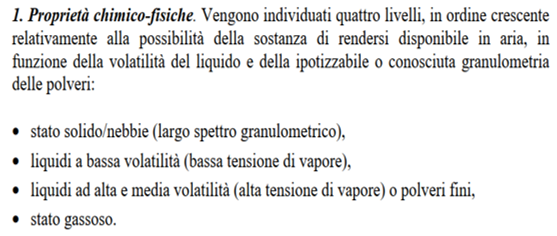 1. Proprietà chimico-fisiche. Vengono individuati quattro livelli, in ordine crescente
relativamente alla possibilità della sostanza di rendersi disponibile in aria, in
funzione della volatilità del liquido e della ipotizzabile o conosciuta granulometria
delle polveri:
• stato solido/nebbie (largo spettro granulometrico),
• liquidi a bassa volatilità (bassa tensione di vapore),
• liquidi ad alta e media volatilità (alta tensione di vapore) o polveri fini,
• stato gassoso.